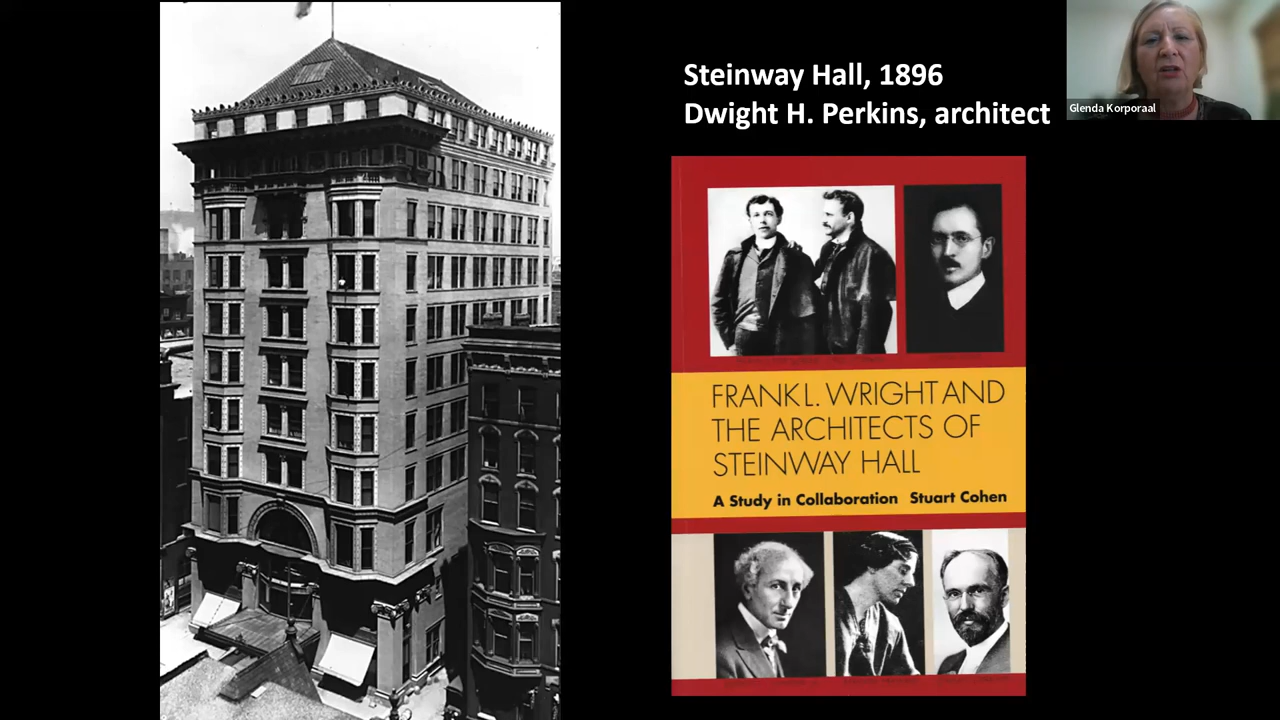 Steinway Hall, 1896
Dwight H. Perkins, architect
Glenda Korporaal
FRANK L. WRIGHT AND
THE ARCHITECTS OF
STEINWAY HALL
A Study in Collaboration Stuart Cohen